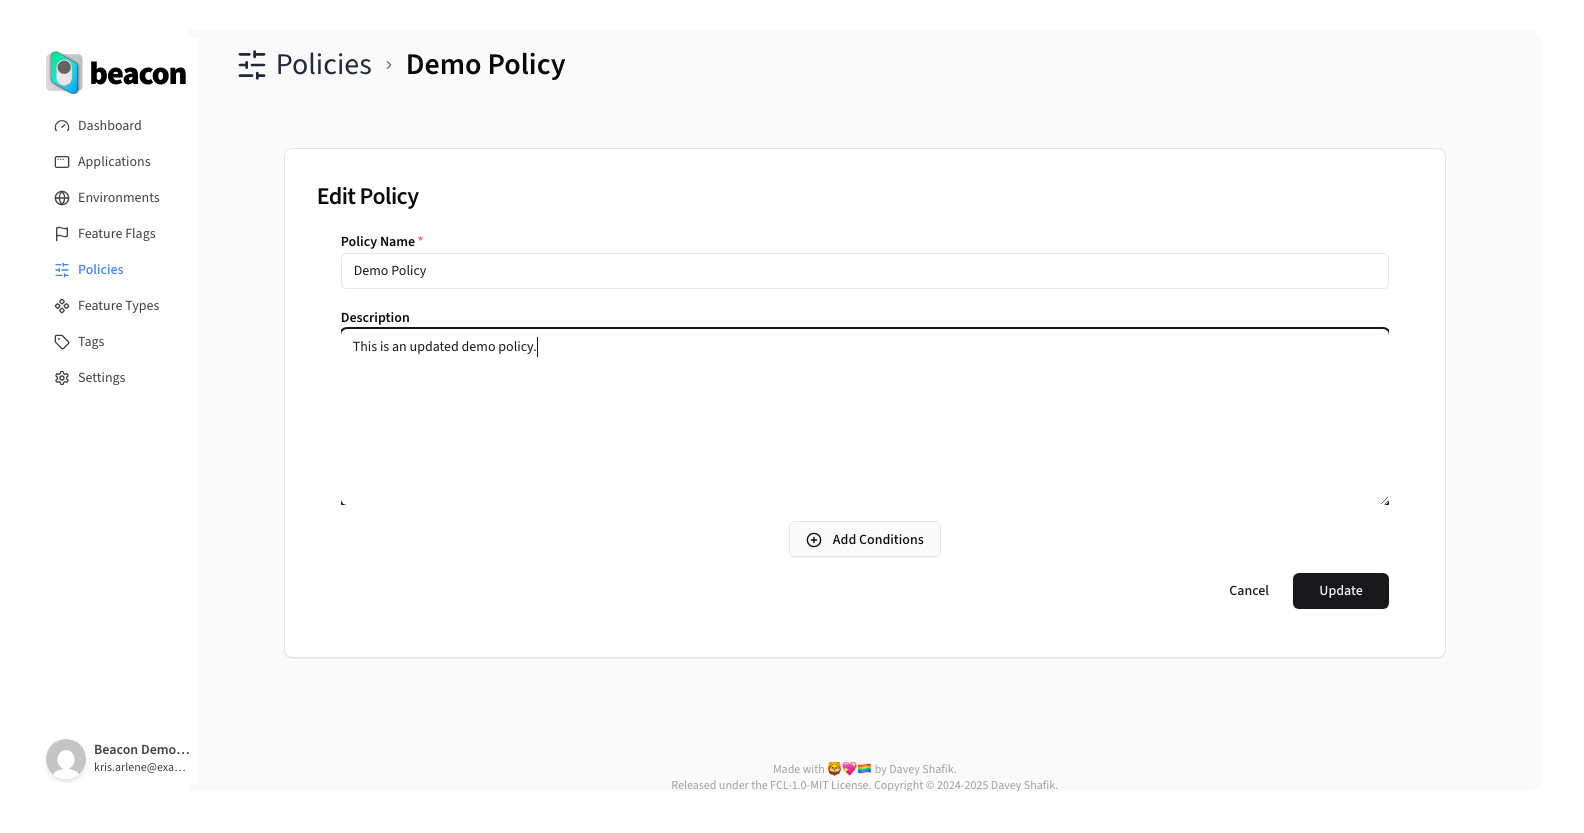 beacon
Policies › Demo Policy
Dashboard
Applications
Environments
Feature Flags
Policies
Feature Types
Tags
Settings
Edit Policy
Policy Name *
Demo Policy
Description
This is an updated demo policy.
Add Conditions
Cancel
Update
Beacon Demo...
kris.arlene@exa...
Made with 🦁💖🏳️‍🌈 by Davey Shafik.
Released under the FCL-1.0-MIT License. Copyright © 2024-2025 Davey Shafik.